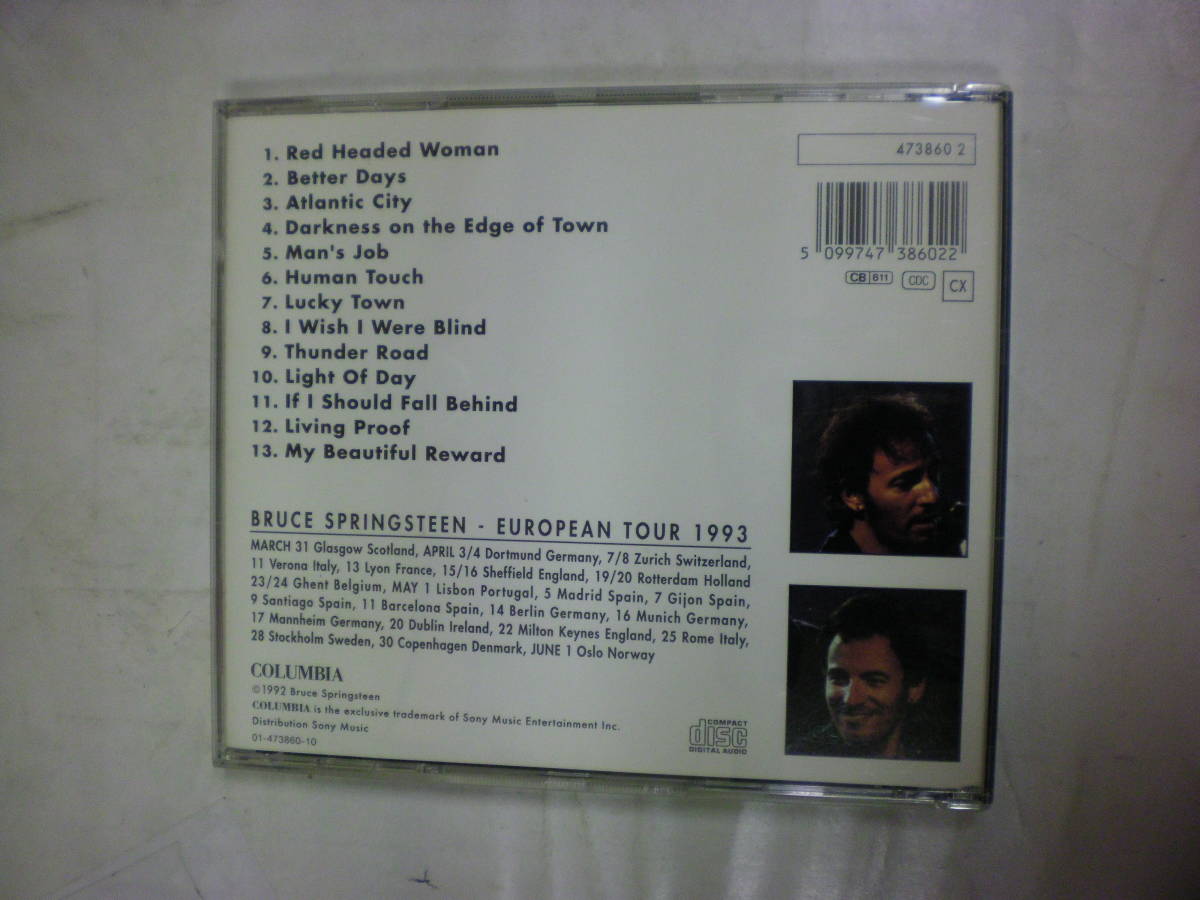 1. Red Headed Woman
2. Better Days
3. Atlantic City
4. Darkness on the Edge of Town
5. Man's Job
6. Human Touch
7. Lucky Town
8. I Wish I Were Blind
9. Thunder Road
10. Light Of Day
11. If I Should Fall Behind
12. Living Proof
13. My Beautiful Reward
473860 2
5 099747 386022
CB 611 CDC CX
BRUCE SPRINGSTEEN - EUROPEAN TOUR 1993
MARCH 31 Glasgow Scotland, APRIL 3/4 Dortmund Germany, 7/8 Zurich Switzerland,
11 Verona Italy, 13 Lyon France, 15/16 Sheffield England, 19/20 Rotterdam Holland
23/24 Ghent Belgium, MAY 1 Lisbon Portugal, 5 Madrid Spain, 7 Gijon Spain,
9 Santiago Spain, 11 Barcelona Spain, 14 Berlin Germany, 16 Munich Germany,
17 Mannheim Germany, 20 Dublin Ireland, 22 Milton Keynes England, 25 Rome Italy,
28 Stockholm Sweden, 30 Copenhagen Denmark, JUNE 1 Oslo Norway
COLUMBIA
©1992 Bruce Springsteen
COLUMBIA is the exclusive trademark of Sony Music Entertainment Inc.
Distribution Sony Music
01-473860-10
COMPACT
disc
DIGITAL AUDIO